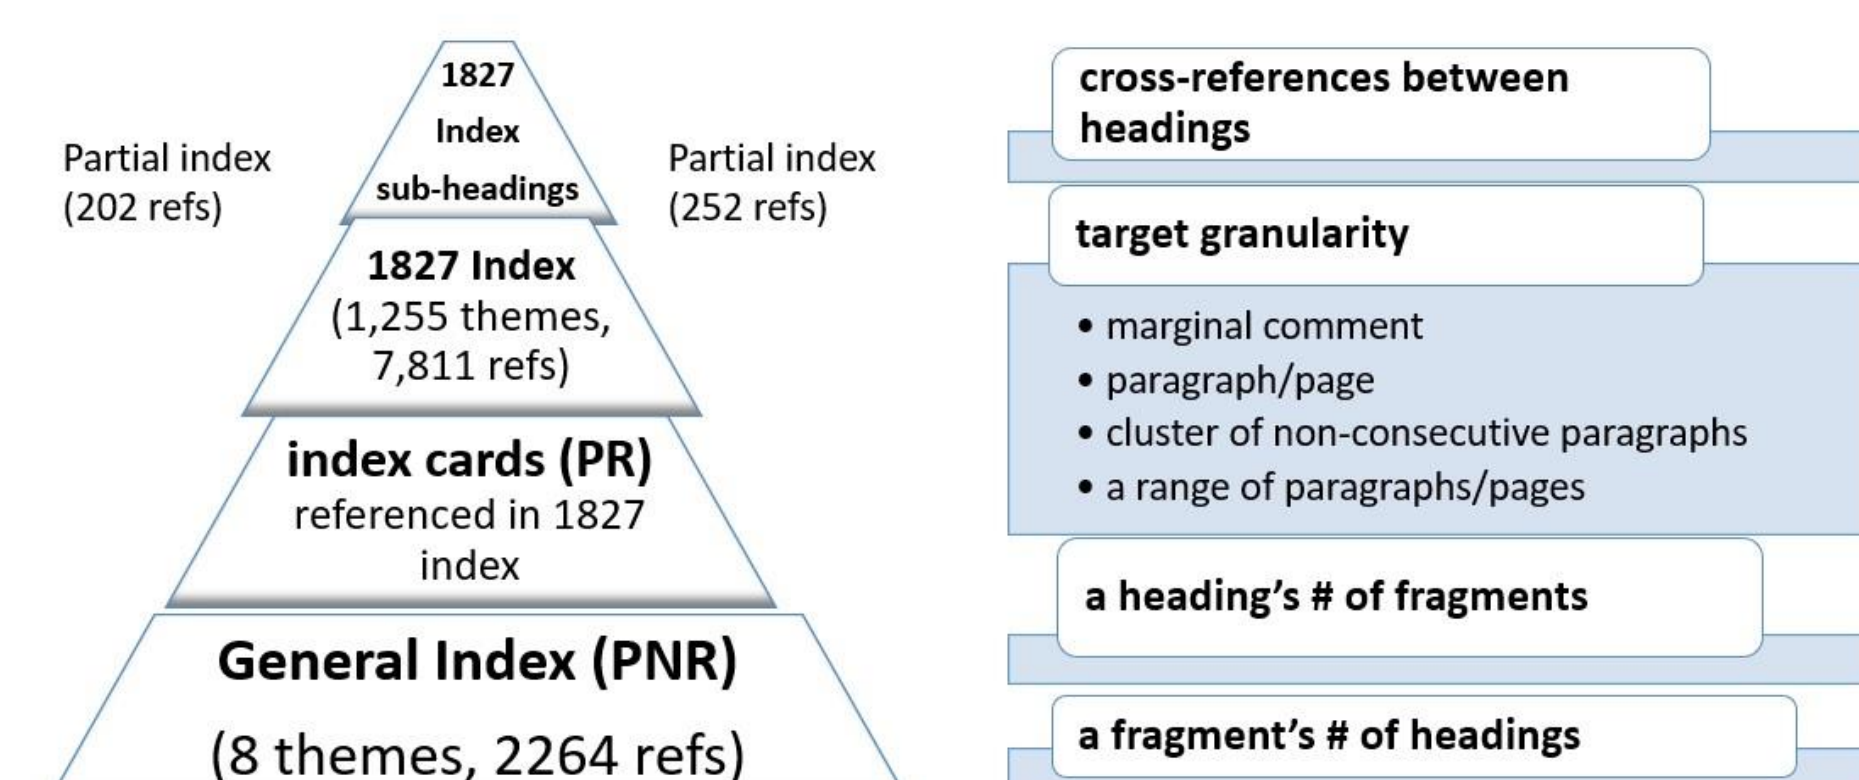 1827
Index
sub-headings
Partial index
(202 refs)
Partial index
(252 refs)
1827 Index
(1,255 themes,
7,811 refs)
index cards (PR)
referenced in 1827
index
General Index (PNR)
(8 themes, 2264 refs)
cross-references between
headings
target granularity
• marginal comment
• paragraph/page
• cluster of non-consecutive paragraphs
• a range of paragraphs/pages
a heading’s # of fragments
a fragment’s # of headings